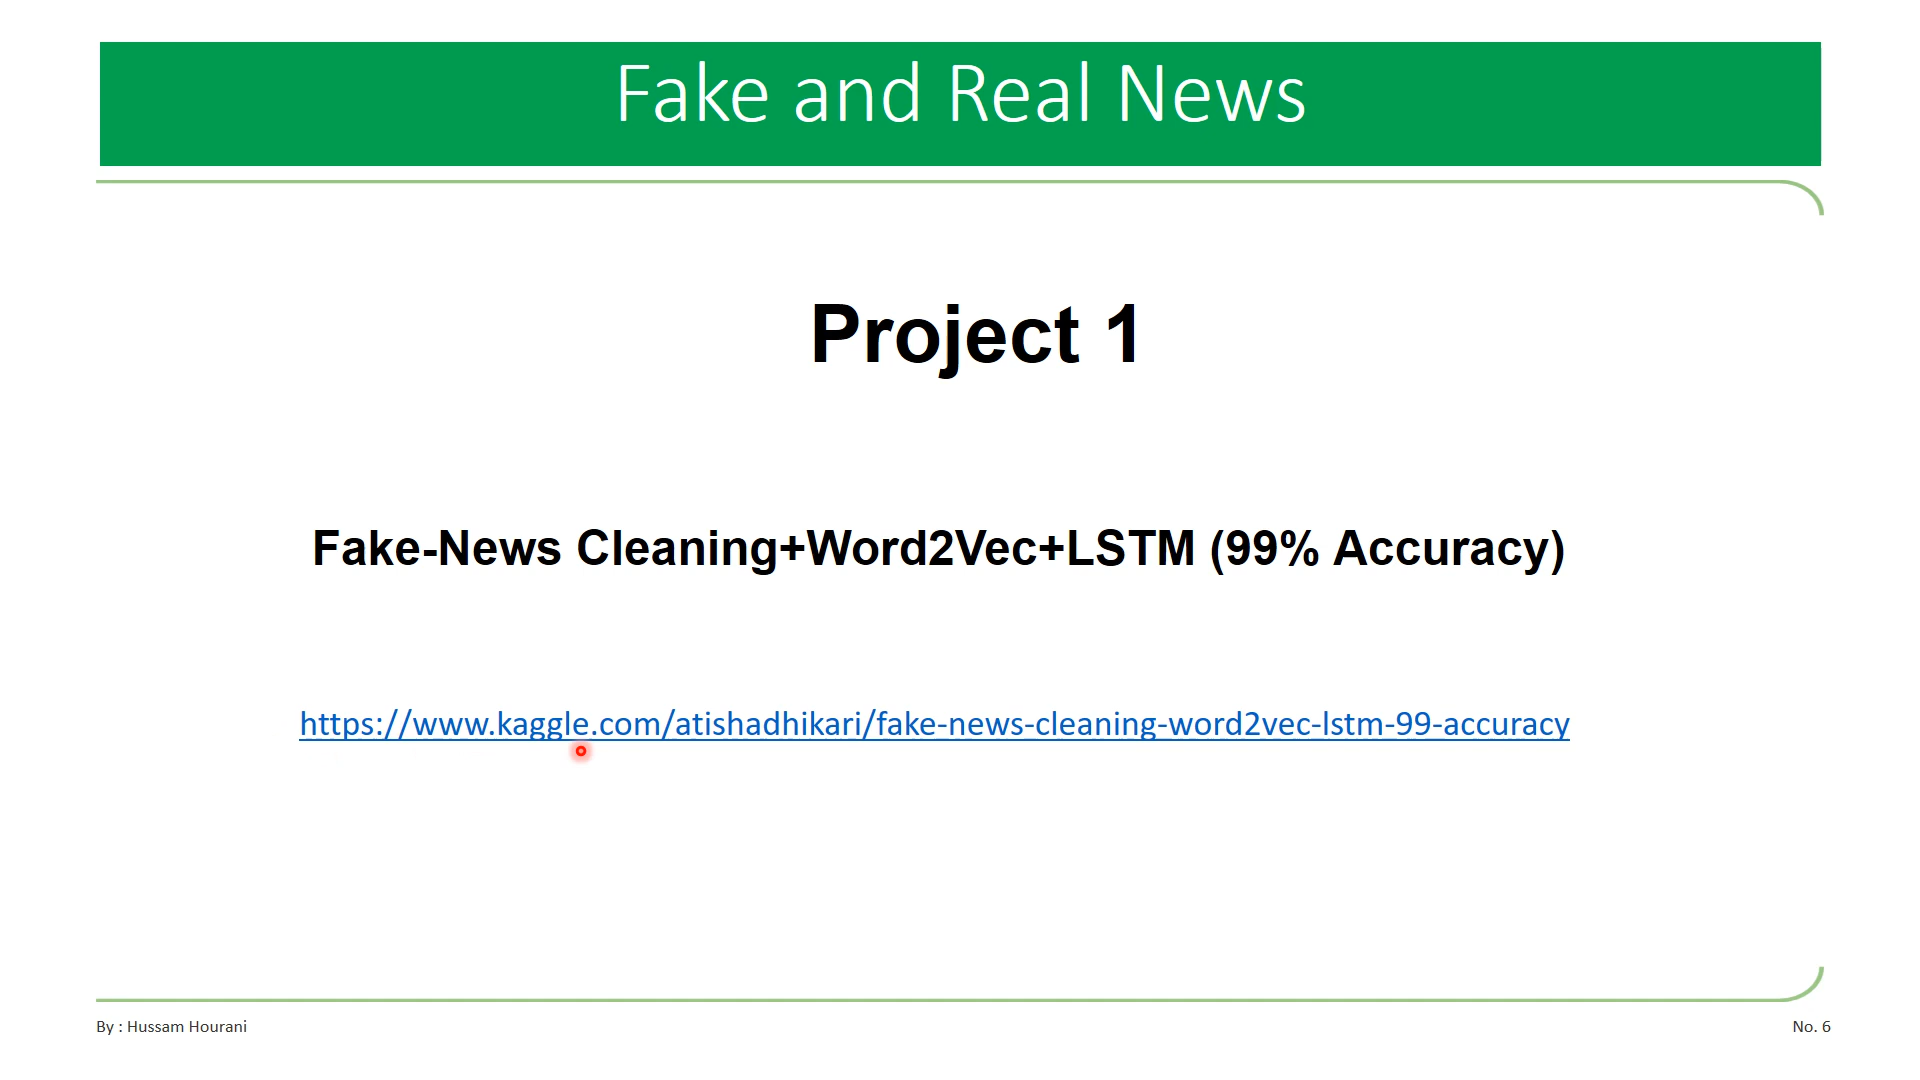 Fake and Real News
Project 1
Fake-News Cleaning+Word2Vec+LSTM (99% Accuracy)
https://www.kaggle.com/atishadhikari/fake-news-cleaning-word2vec-lstm-99-accuracy
By : Hussam Hourani
No. 6